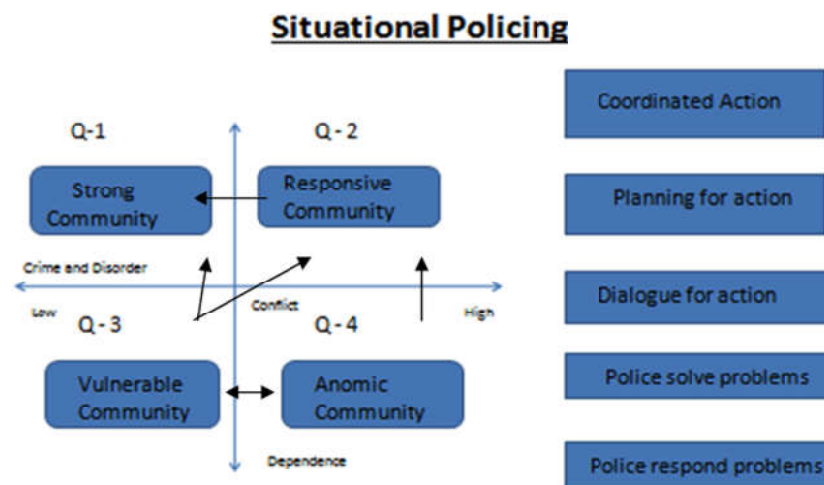 Situational Policing
Q-1
Q - 2
Strong
Community
Responsive
Community
Crime and Disorder
Low
Conflict
High
Q - 3
Q - 4
Vulnerable
Community
Anomic
Community
Dependence
Coordinated Action
Planning for action
Dialogue for action
Police solve problems
Police respond problems